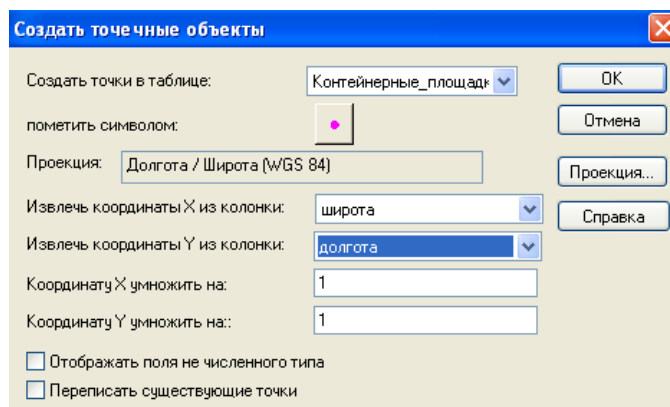 Создать точечные объекты
Создать точки в таблице: Контейнерные_площадк OK
пометить символом: Отмена
Проекция: Долгота / Широта (WGS 84) Проекция...
Извлечь координаты X из колонки: широта Справка
Извлечь координаты Y из колонки: долгота
Координату X умножить на: 1
Координату Y умножить на:: 1
Отображать поля не численного типа
Переписать существующие точки